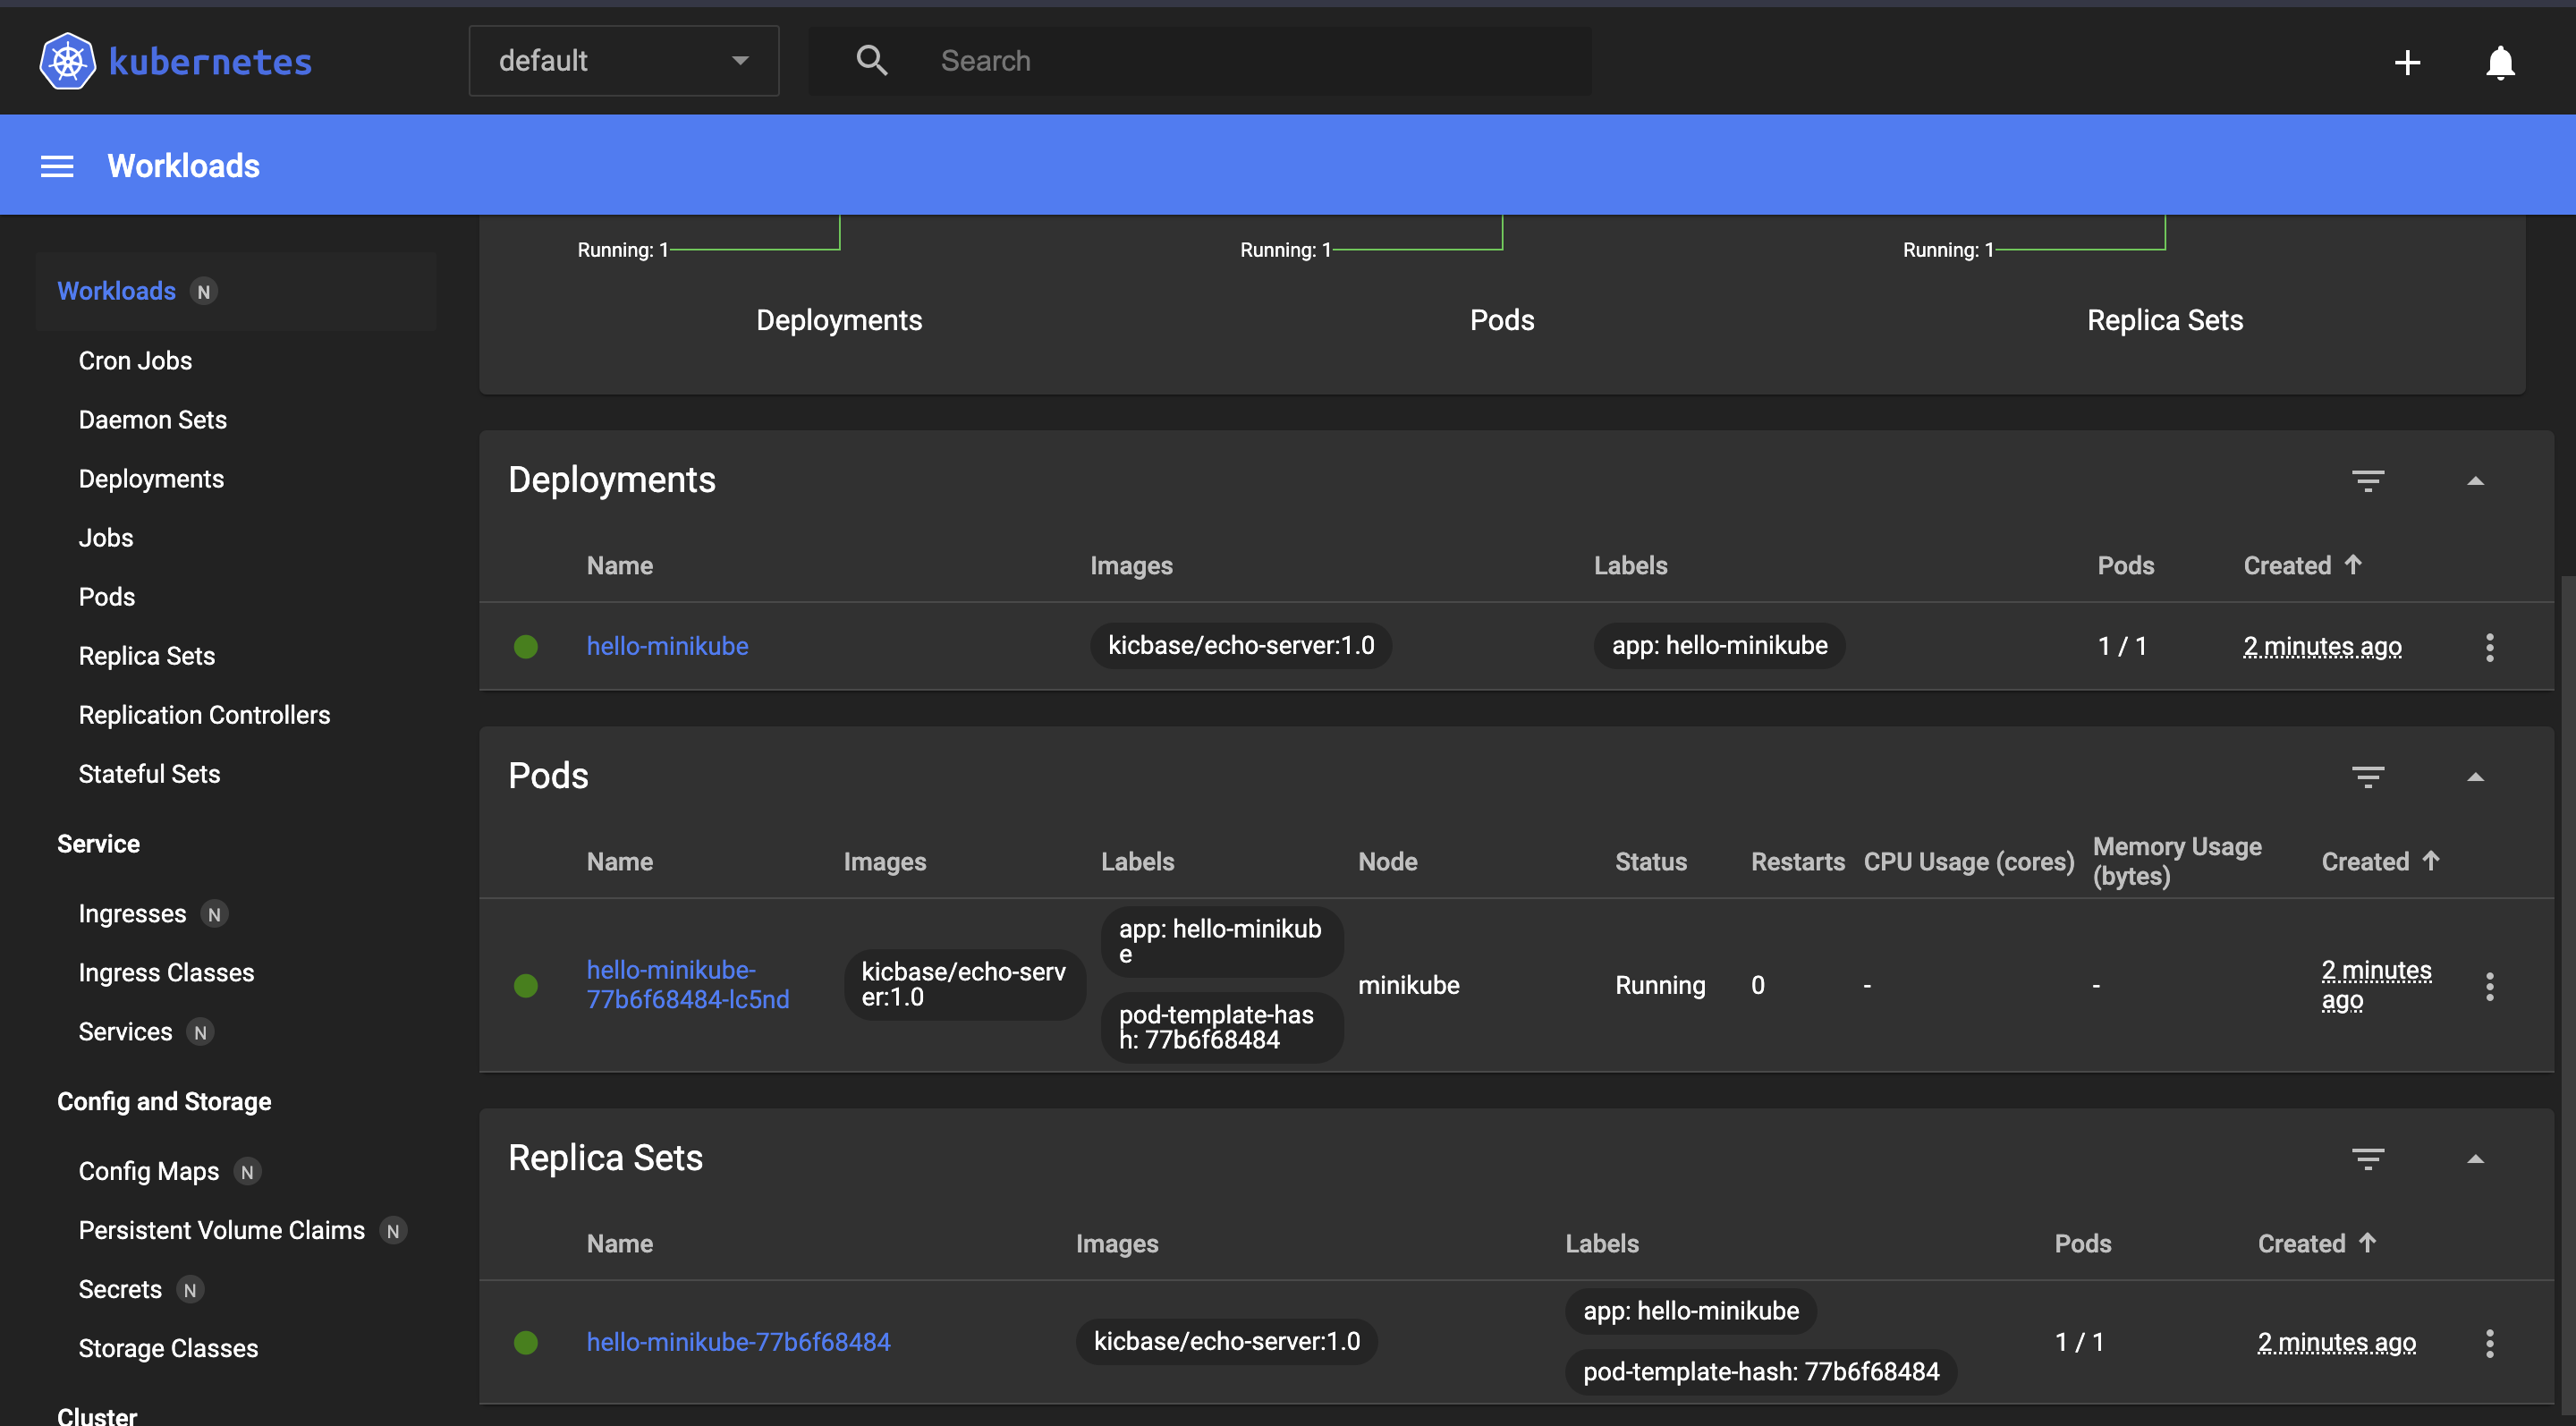 kubernetes
default
Search
Workloads
Workloads N
Cron Jobs
Daemon Sets
Deployments
Jobs
Pods
Replica Sets
Replication Controllers
Stateful Sets
Service
Ingresses N
Ingress Classes
Services N
Config and Storage
Config Maps N
Persistent Volume Claims N
Secrets N
Storage Classes
Cluster
Running: 1
Running: 1
Running: 1
Deployments
Pods
Replica Sets
Deployments
Name Images Labels Pods Created
hello-minikube kicbase/echo-server:1.0 app: hello-minikube 1 / 1 2 minutes ago
Pods
Name Images Labels Node Status Restarts CPU Usage (cores) Memory Usage
(bytes) Created
hello-minikube-
77b6f68484-lc5nd
kicbase/echo-serv
er:1.0
app: hello-minikub
e
pod-template-has
h: 77b6f68484
minikube
Running
0
-
-
2 minutes
ago
Replica Sets
Name Images Labels Pods Created
hello-minikube-77b6f68484
kicbase/echo-server:1.0
app: hello-minikube
pod-template-hash: 77b6f68484
1 / 1
2 minutes ago